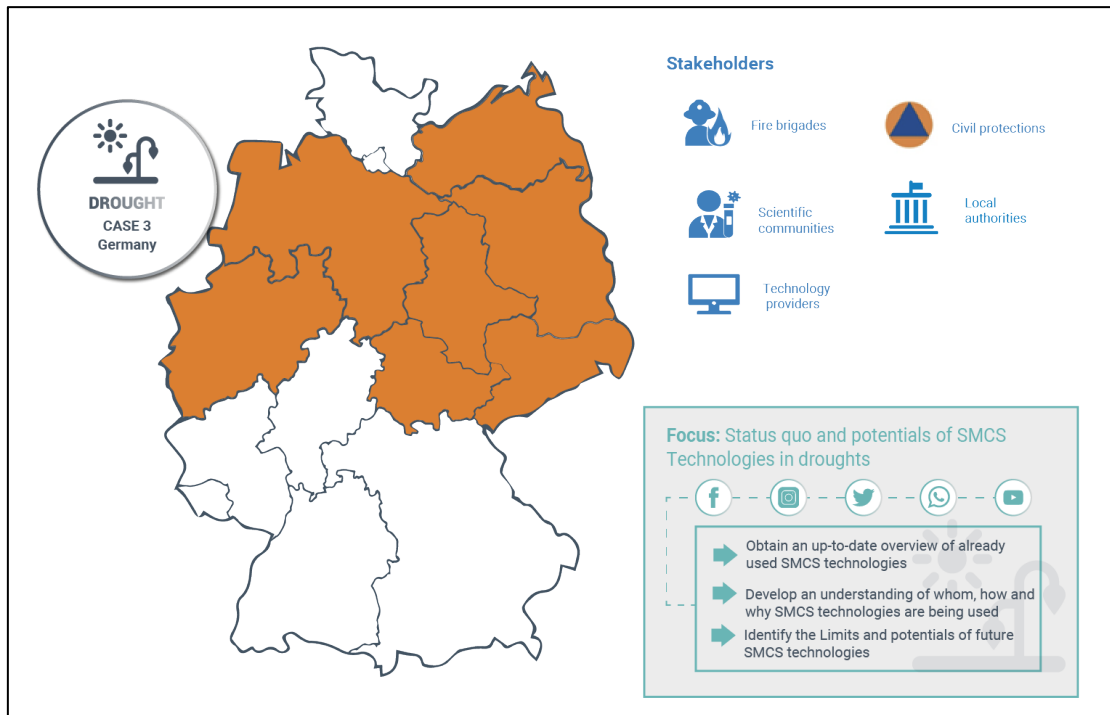 DROUGHT
CASE 3
Germany
Stakeholders
Fire brigades
Civil protections
Scientific
communities
Local
authorities
Technology
providers
Focus: Status quo and potentials of SMCS
Technologies in droughts
Obtain an up-to-date overview of already
used SMCS technologies
Develop an understanding of whom, how and
why SMCS technologies are being used
Identify the Limits and potentials of future
SMCS technologies